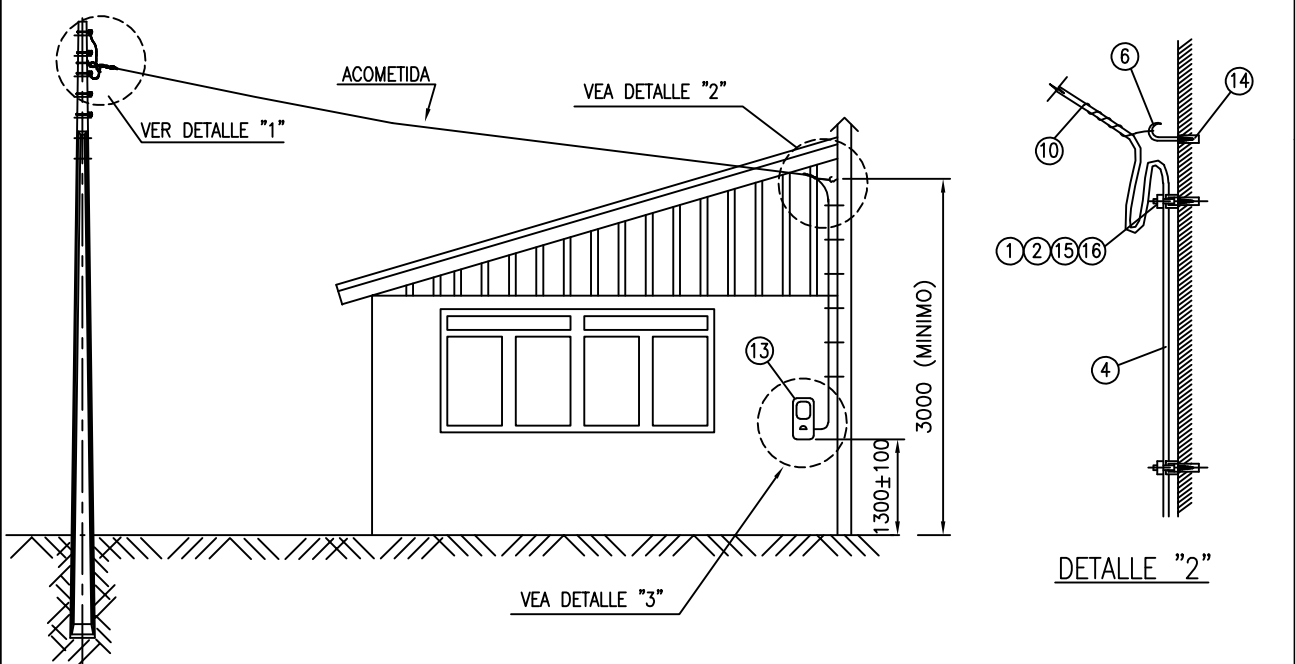 ACOMETIDA
VEA DETALLE "2"
VER DETALLE "1"
6
14
10
1 2 15 16
13
4
3000 (MINIMO)
1300±100
VEA DETALLE "3"
DETALLE "2"